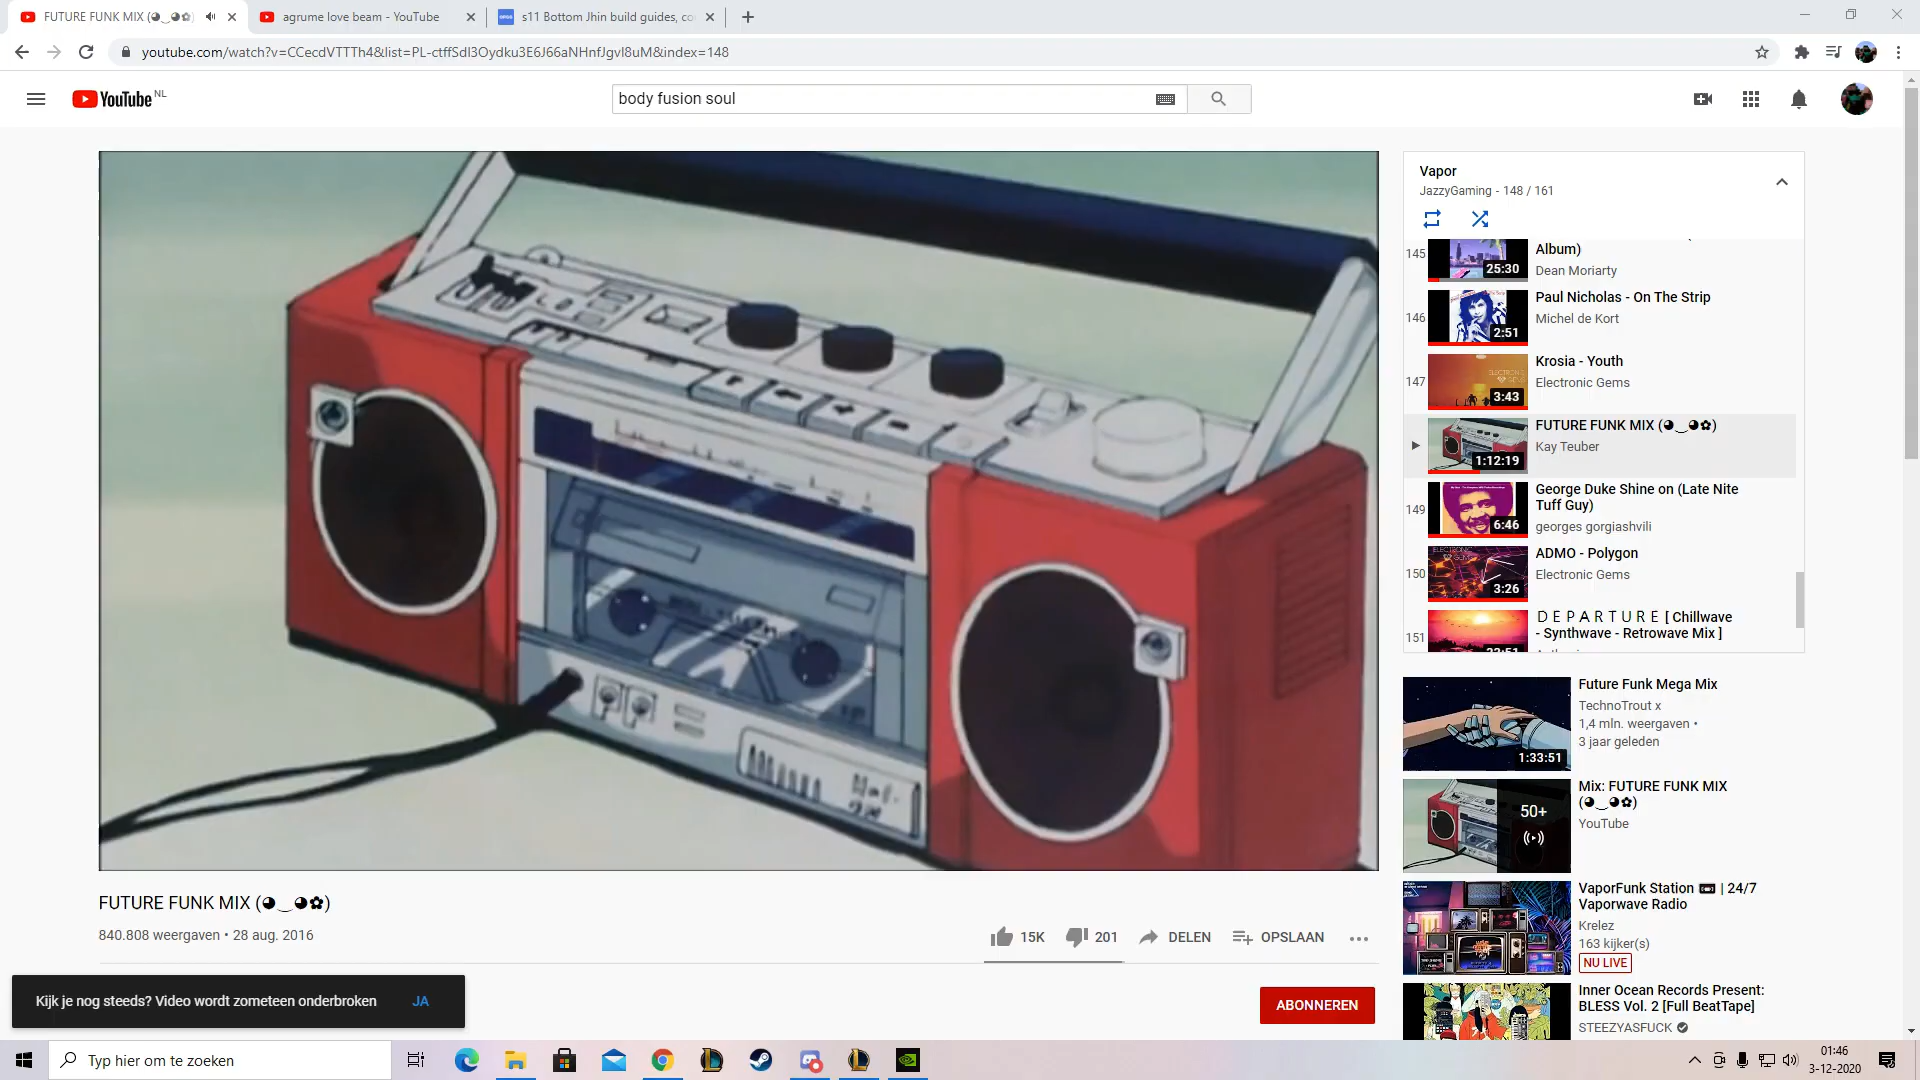 FUTURE FUNK MIX (◕‿◕✿)
agrume love beam - YouTube
s11 Bottom Jhin build guides, co
youtube.com/watch?v=CCecdVTTTh4&list=PL-ctffSdI3Oydku3E6J66aNHnfJgvl8uM&index=148
YouTube NL
body fusion soul
Vapor
JazzyGaming - 148 / 161
145
Album)
Dean Moriarty
25:30
146
Paul Nicholas - On The Strip
Michel de Kort
2:51
147
Krosia - Youth
Electronic Gems
3:43
FUTURE FUNK MIX (◕‿◕✿)
Kay Teuber
1:12:19
149
George Duke Shine on (Late Nite
Tuff Guy)
georges gorgiashvili
6:46
150
ADMO - Polygon
Electronic Gems
3:26
151
ＤＥＰＡＲＴＵＲＥ [ Chillwave
- Synthwave - Retrowave Mix ]
Future Funk Mega Mix
TechnoTrout x
1,4 mln. weergaven •
3 jaar geleden
1:33:51
Mix: FUTURE FUNK MIX
(◕‿◕✿)
YouTube
50+
VaporFunk Station 📼 | 24/7
Vaporwave Radio
Krelez
163 kijker(s)
NU LIVE
Inner Ocean Records Present:
BLESS Vol. 2 [Full BeatTape]
STEEZYASFUCK
FUTURE FUNK MIX (◕‿◕✿)
840.808 weergaven • 28 aug. 2016
15K
201
DELEN
OPSLAAN
Kijk je nog steeds? Video wordt zometeen onderbroken
JA
ABONNEREN
Typ hier om te zoeken
01:46
3-12-2020